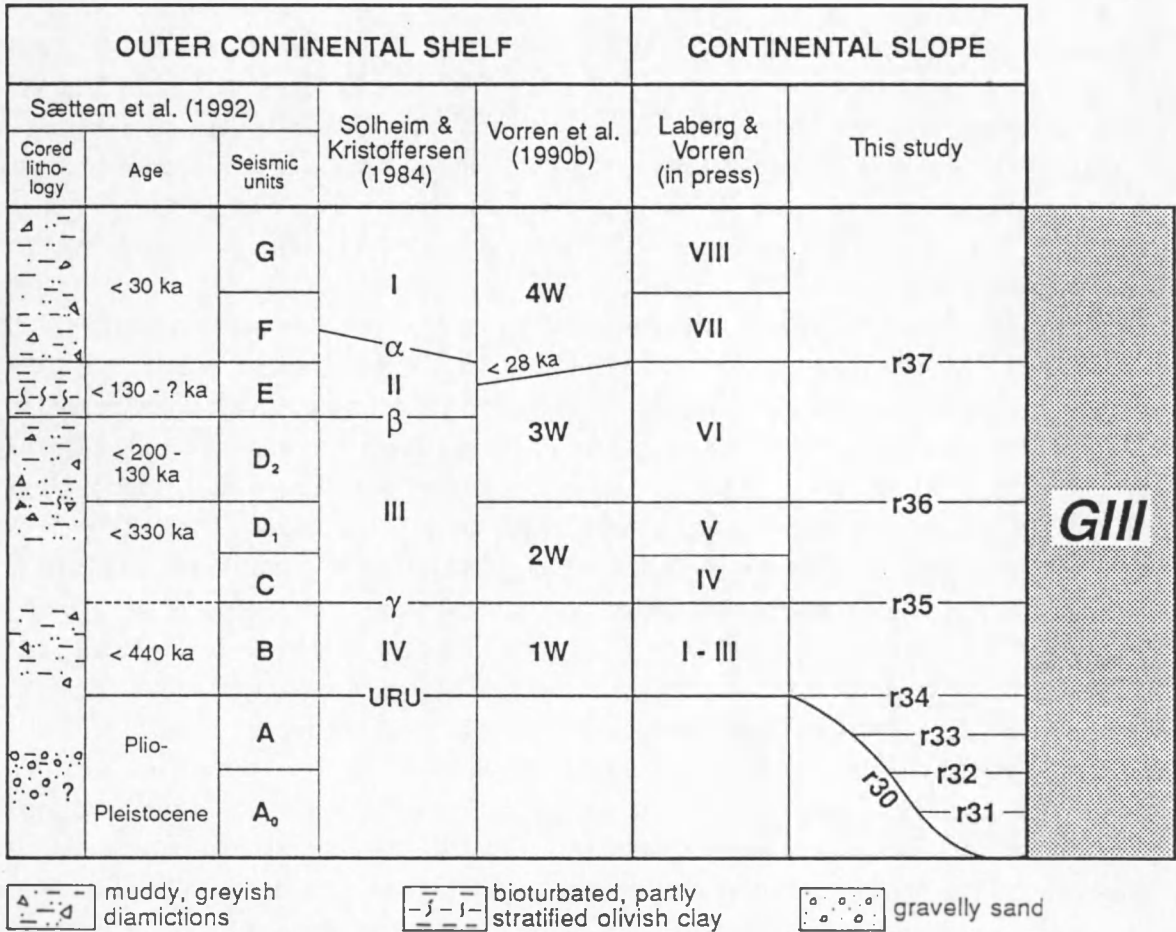 OUTER CONTINENTAL SHELF
CONTINENTAL SLOPE
Sættem et al. (1992)
Cored
litho-
logy
Age
Seismic
units
Solheim &
Kristoffersen
(1984)
Vorren et al.
(1990b)
Laberg &
Vorren
(in press)
This study
< 30 ka
< 130 - ? ka
< 200 -
130 ka
< 330 ka
< 440 ka
Plio-
Pleistocene
?
G
F
E
D₂
D₁
C
B
A
A₀
I
α
II
β
III
γ
IV
URU
4W
< 28 ka
3W
2W
1W
VIII
VII
VI
V
IV
I - III
r37
r36
r35
r34
r33
r32
r31
r30
GIII
muddy, greyish
diamictions
bioturbated, partly
stratified olivish clay
gravelly sand